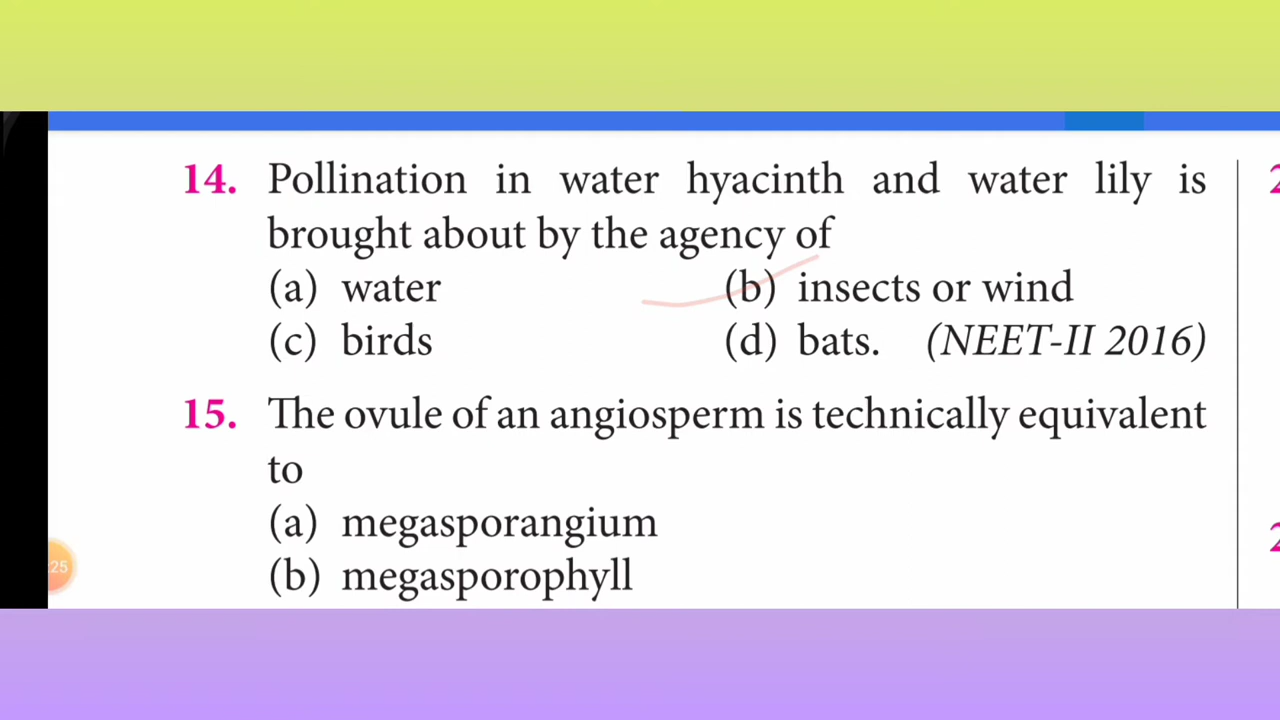 14. Pollination in water hyacinth and water lily is
brought about by the agency of
(a) water (b) insects or wind
(c) birds (d) bats. (NEET-II 2016)
15. The ovule of an angiosperm is technically equivalent
to
(a) megasporangium
(b) megasporophyll
:25